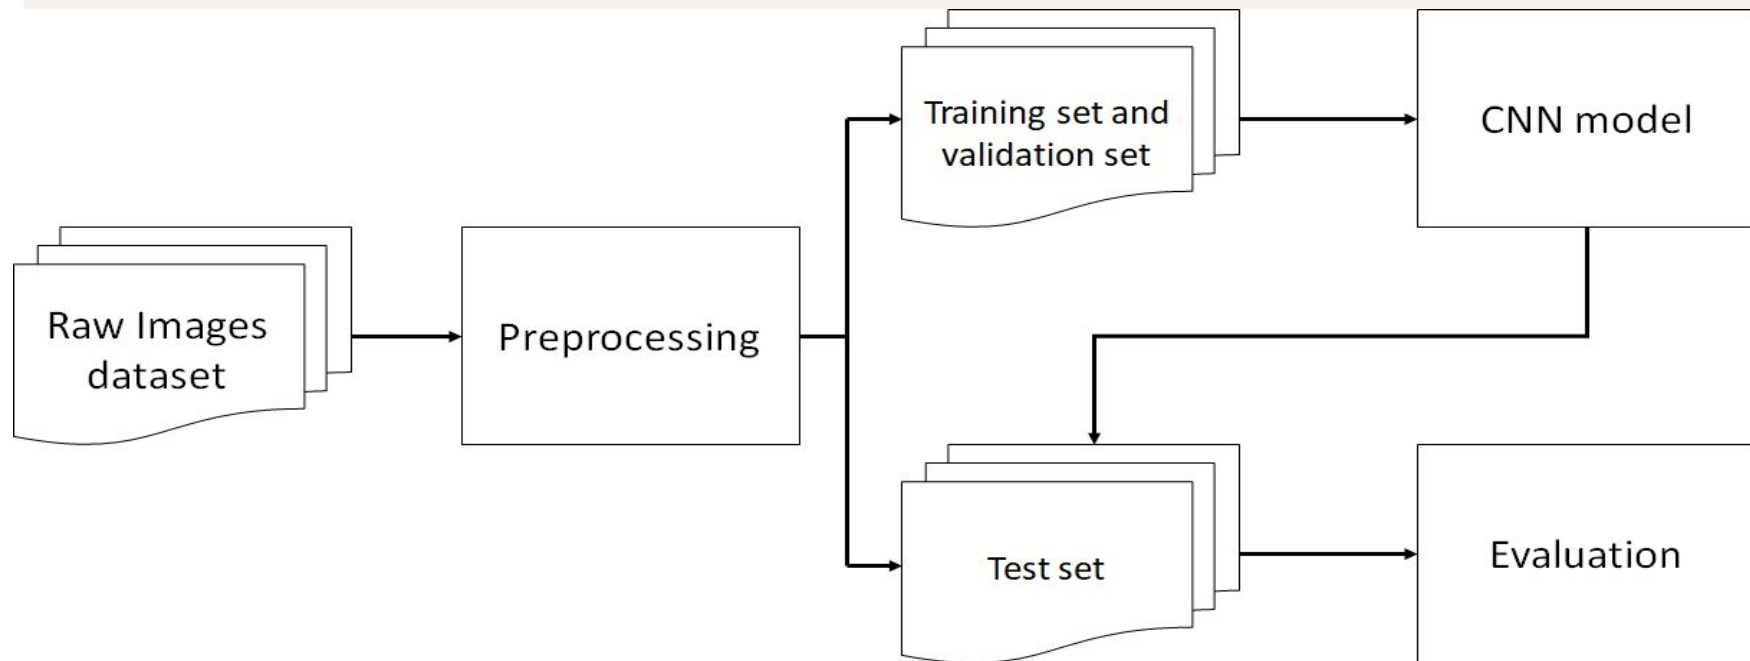 Raw Images
dataset
Preprocessing
Training set and
validation set
CNN model
Test set
Evaluation